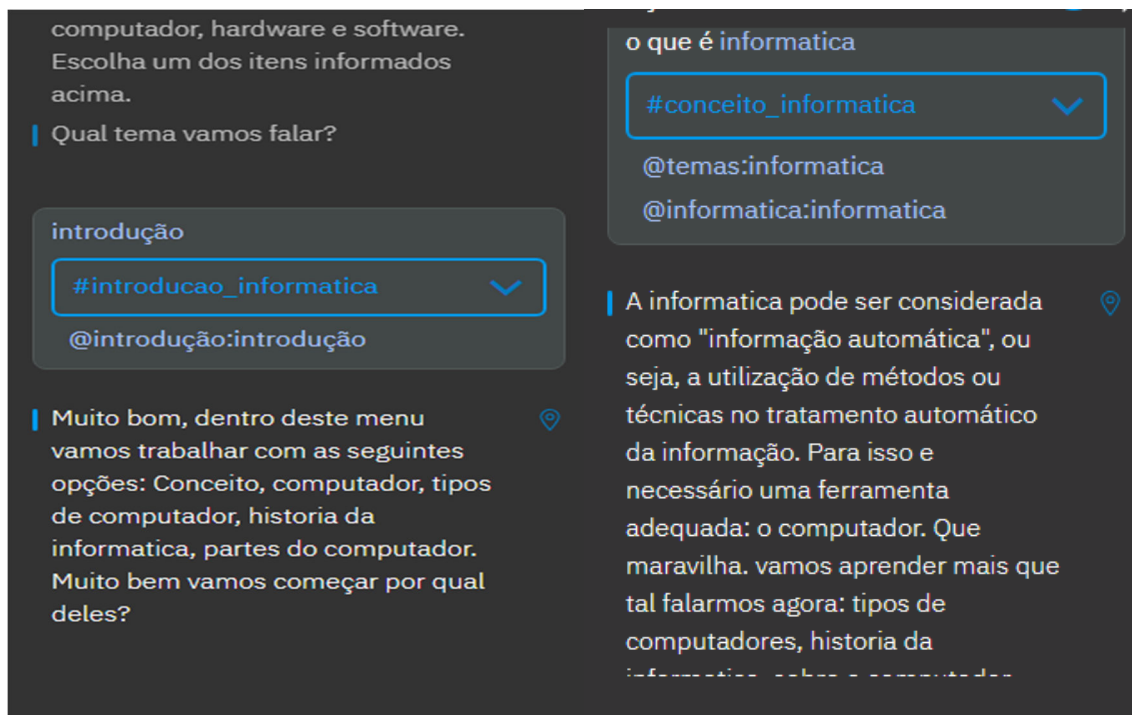 computador, hardware e software.
Escolha um dos itens informados
acima.
Qual tema vamos falar?
introdução
#introducao_informatica
@introdução:introdução
Muito bom, dentro deste menu
vamos trabalhar com as seguintes
opções: Conceito, computador, tipos
de computador, historia da
informatica, partes do computador.
Muito bem vamos começar por qual
deles?
o que é informatica
#conceito_informatica
@temas:informatica
@informatica:informatica
A informatica pode ser considerada
como "informação automática", ou
seja, a utilização de métodos ou
técnicas no tratamento automático
da informação. Para isso e
necessário uma ferramenta
adequada: o computador. Que
maravilha. vamos aprender mais que
tal falarmos agora: tipos de
computadores, historia da
informatica, sobre o computador